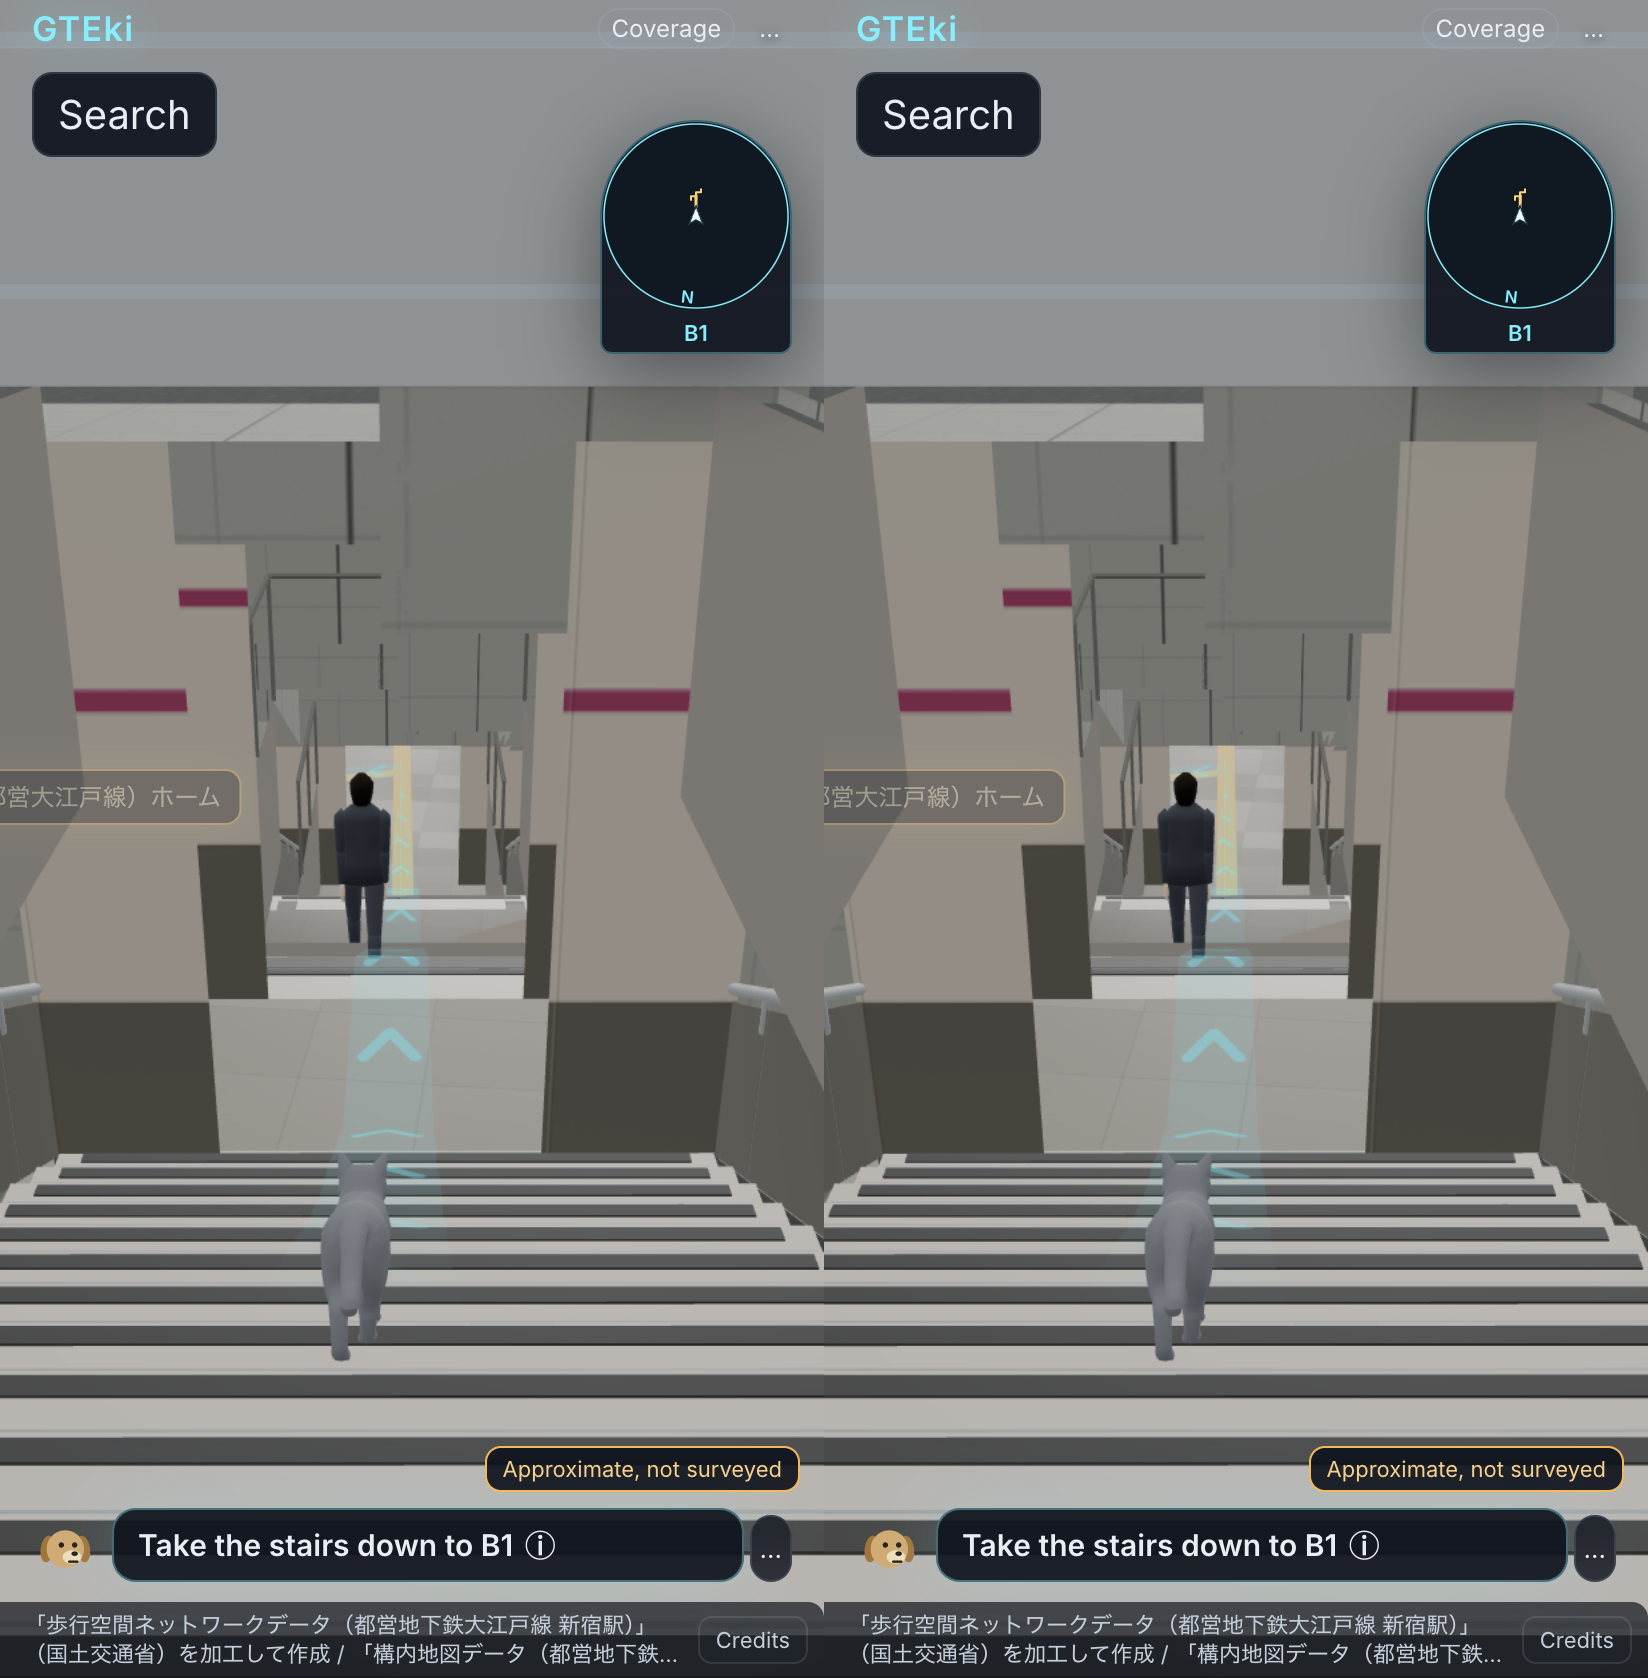 GTEki
Coverage
...
Search
N
B1
都営大江戸線）ホーム
Approximate, not surveyed
Take the stairs down to B1 ⓘ
...
「歩行空間ネットワークデータ（都営地下鉄大江戸線 新宿駅）」
（国土交通省）を加工して作成 / 「構内地図データ（都営地下鉄...
Credits
GTEki
Coverage
...
Search
N
B1
都営大江戸線）ホーム
Approximate, not surveyed
Take the stairs down to B1 ⓘ
...
「歩行空間ネットワークデータ（都営地下鉄大江戸線 新宿駅）」
（国土交通省）を加工して作成 / 「構内地図データ（都営地下鉄...
Credits